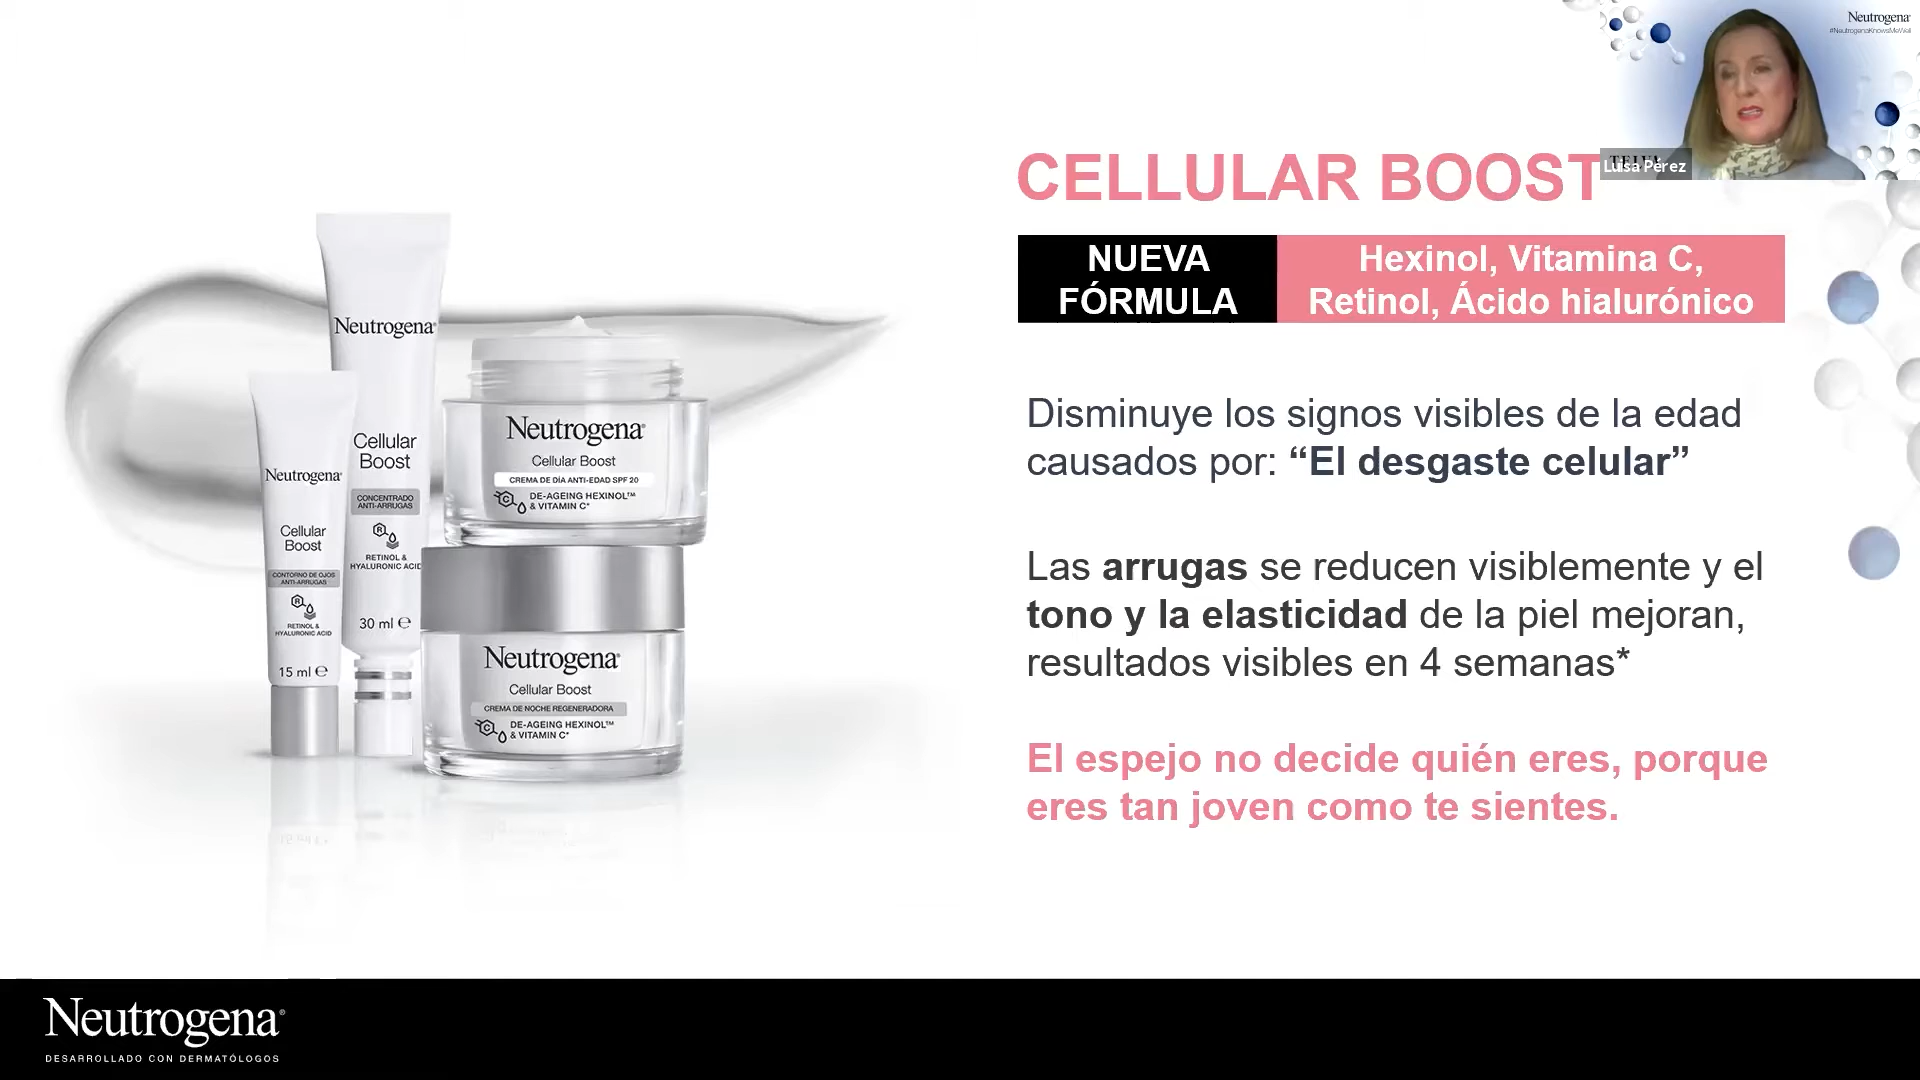 Neutrogena
#NeutrogenaKnowsMeWell
Luisa Pérez
CELLULAR BOOST
NUEVA
FÓRMULA
Hexinol, Vitamina C,
Retinol, Ácido hialurónico
Disminuye los signos visibles de la edad
causados por: “El desgaste celular”
Las arrugas se reducen visiblemente y el
tono y la elasticidad de la piel mejoran,
resultados visibles en 4 semanas*
El espejo no decide quién eres, porque
eres tan joven como te sientes.
Neutrogena®
Cellular
Boost
CONTORNO DE OJOS
ANTI-ARRUGAS
RETINOL &
HYALURONIC ACID
15 ml ℮
Neutrogena®
Cellular
Boost
CONCENTRADO
ANTI-ARRUGAS
RETINOL &
HYALURONIC ACID
30 ml ℮
Neutrogena®
Cellular Boost
CREMA DE DÍA ANTI-EDAD SPF 20
DE-AGEING HEXINOL™
& VITAMIN C*
Neutrogena®
Cellular Boost
CREMA DE NOCHE REGENERADORA
DE-AGEING HEXINOL™
& VITAMIN C*
Neutrogena®
DESARROLLADO CON DERMATÓLOGOS